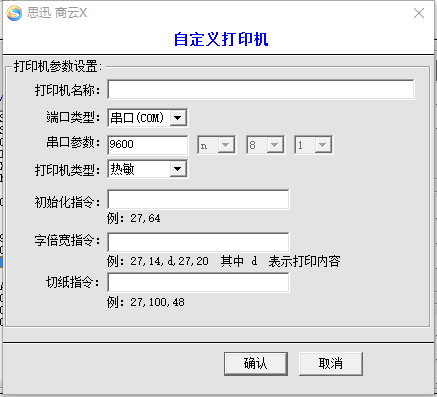 思迅 商云X
自定义打印机
打印机参数设置:
打印机名称:
端口类型: 串口(COM)
串口参数: 9600 n 8 1
打印机类型: 热敏
初始化指令:
例: 27,64
字倍宽指令:
例: 27,14,d,27,20 其中 d 表示打印内容
切纸指令:
例: 27,100,48
确认 取消